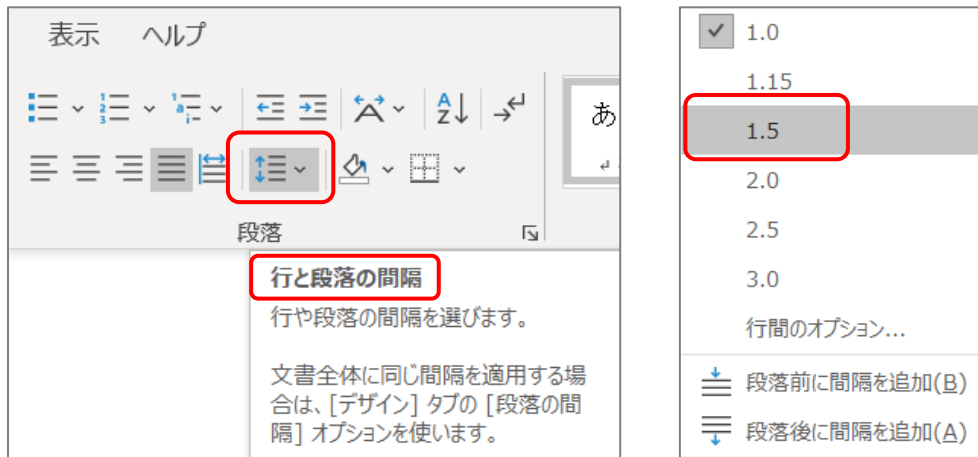 表示 ヘルプ
あ
段落
行と段落の間隔
行や段落の間隔を選びます。
文書全体に同じ間隔を適用する場
合は、[デザイン] タブの [段落の間
隔] オプションを使います。
1.0
1.15
1.5
2.0
2.5
3.0
行間のオプション...
段落前に間隔を追加(B)
段落後に間隔を追加(A)